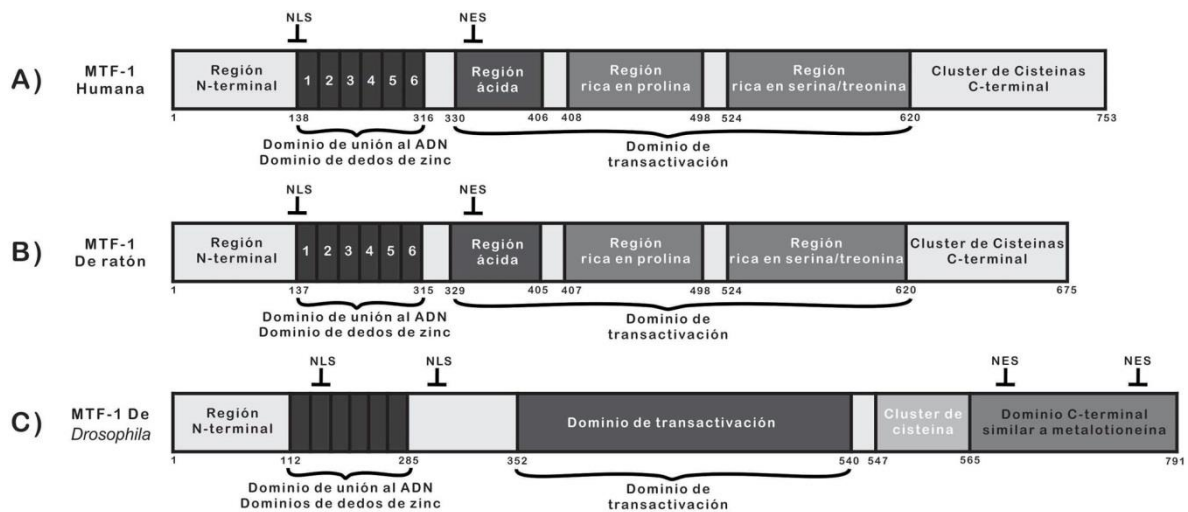 NLS NES
A) MTF-1 Humana
Región N-terminal
1 2 3 4 5 6
Región ácida
Región rica en prolina
Región rica en serina/treonina
Cluster de Cisteinas C-terminal
1 138 316 330 406 408 498 524 620 753
Dominio de unión al ADN
Dominio de dedos de zinc
Dominio de
transactivación
NLS NES
B) MTF-1 De ratón
Región N-terminal
1 2 3 4 5 6
Región ácida
Región rica en prolina
Región rica en serina/treonina
Cluster de Cisteinas C-terminal
1 137 315 329 405 407 498 524 620 675
Dominio de unión al ADN
Dominio de dedos de zinc
Dominio de
transactivación
NLS NLS NES NES
C) MTF-1 De Drosophila
Región N-terminal
Dominio de transactivación
Cluster de cisteina
Dominio C-terminal similar a metalotioneina
1 112 285 352 540 547 565 791
Dominio de unión al ADN
Dominios de dedos de zinc
Dominio de
transactivación